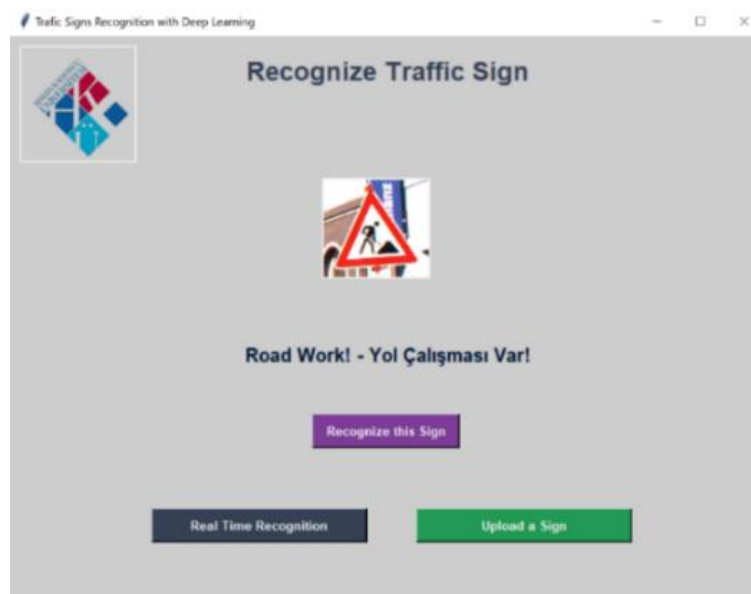 Trafic Signs Recognition with Deep Learning
Recognize Traffic Sign
Road Work! - Yol Çalışması Var!
Recognize this Sign
Real Time Recognition
Upload a Sign